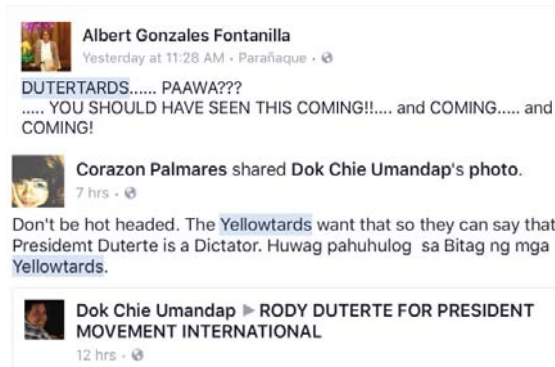 Albert Gonzales Fontanilla
Yesterday at 11:28 AM · Parañaque ·
DUTERTARDS...... PAAWA???
..... YOU SHOULD HAVE SEEN THIS COMING!!.... and COMING..... and
COMING!
Corazon Palmares shared Dok Chie Umandap's photo.
7 hrs ·
Don't be hot headed. The Yellowtards want that so they can say that
Presidemt Duterte is a Dictator. Huwag pahuhulog sa Bitag ng mga
Yellowtards.
Dok Chie Umandap ▶ RODY DUTERTE FOR PRESIDENT
MOVEMENT INTERNATIONAL
12 hrs ·